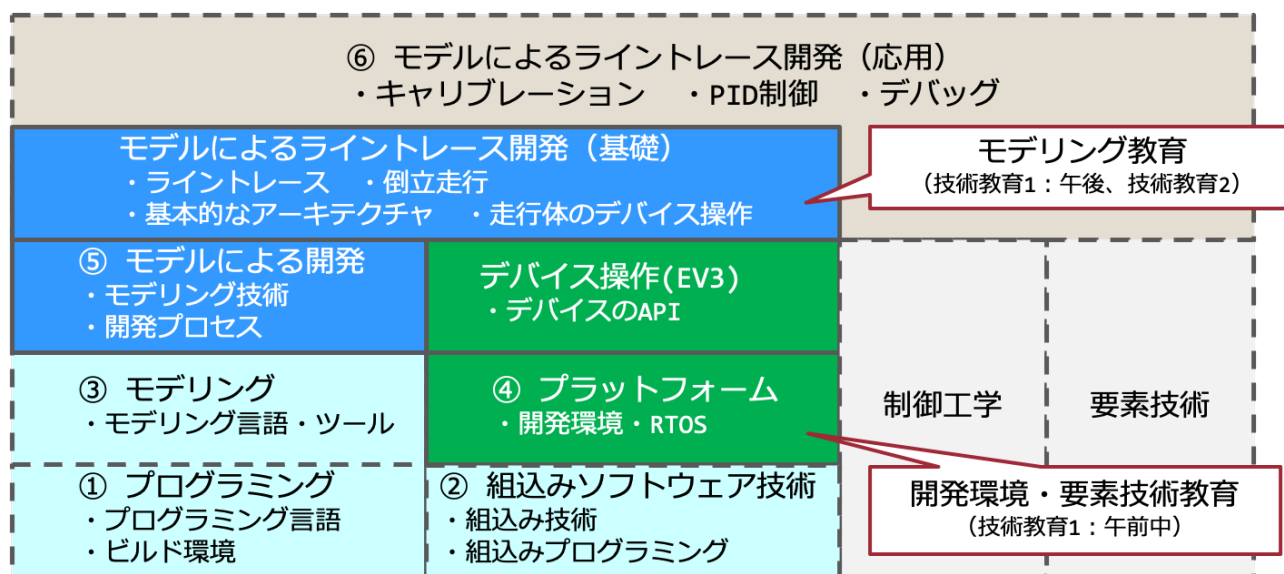 ⑥ モデルによるライントレース開発（応用）
・キャリブレーション　・PID制御　・デバッグ
モデルによるライントレース開発（基礎）
・ライントレース　・倒立走行
・基本的なアーキテクチャ　・走行体のデバイス操作
モデリング教育
（技術教育1：午後、技術教育2）
⑤ モデルによる開発
・モデリング技術
・開発プロセス
デバイス操作(EV3)
・デバイスのAPI
③ モデリング
・モデリング言語・ツール
④ プラットフォーム
・開発環境・RTOS
制御工学
要素技術
① プログラミング
・プログラミング言語
・ビルド環境
② 組込みソフトウェア技術
・組込み技術
・組込みプログラミング
開発環境・要素技術教育
（技術教育1：午前中）